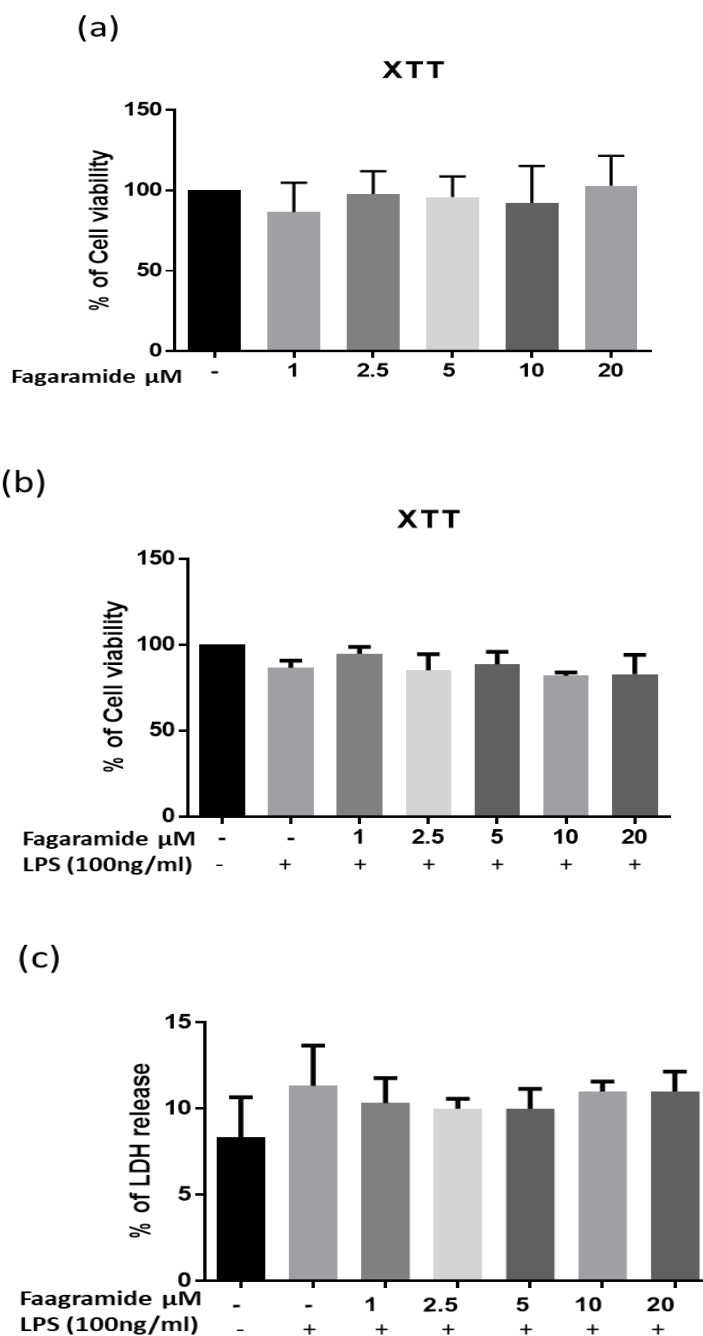 (a)
XTT
150
100
50
0
% of Cell viability
Fagaramide μM - 1 2.5 5 10 20
(b)
XTT
150
100
50
0
% of Cell viability
Fagaramide μM - - 1 2.5 5 10 20
LPS (100ng/ml) - + + + + + +
(c)
15
10
5
0
% of LDH release
Faagramide μM - - 1 2.5 5 10 20
LPS (100ng/ml) - + + + + + +